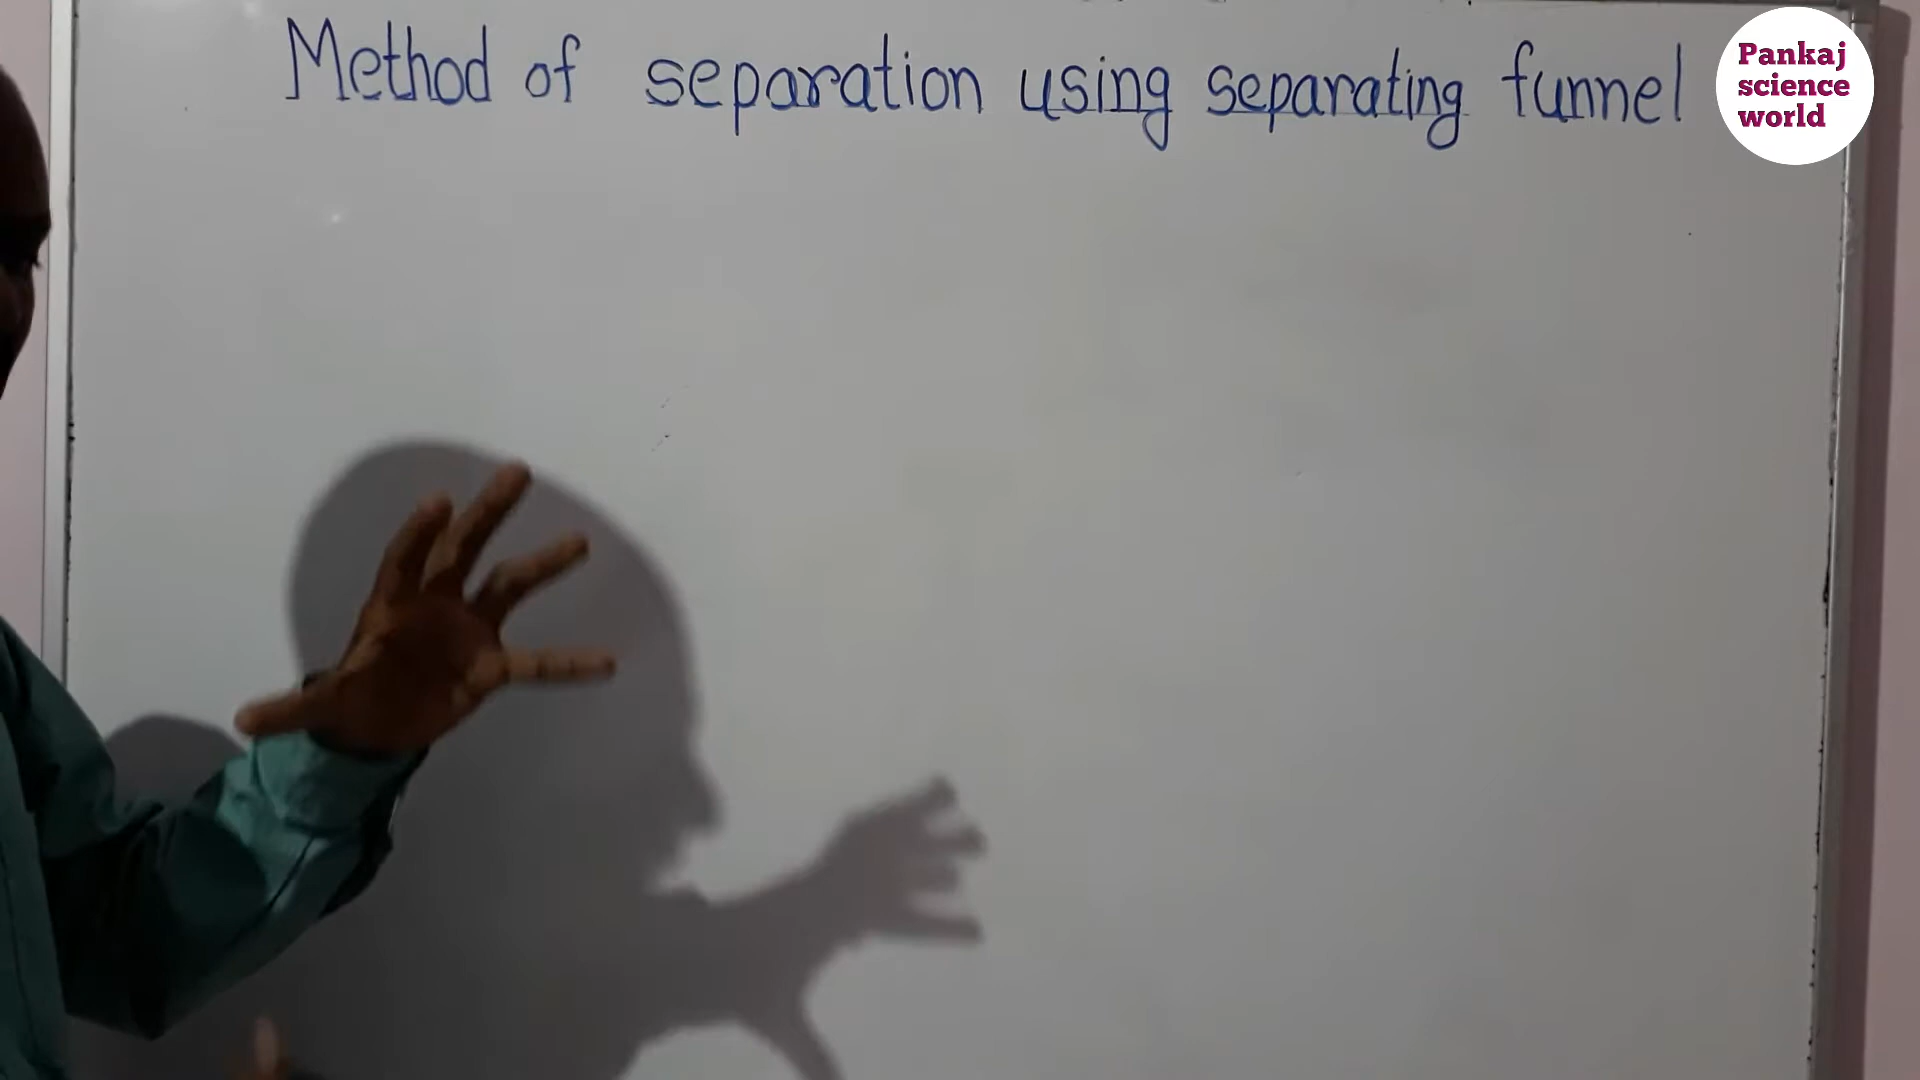 Method of separation using separating funnel
Pankaj
science
world